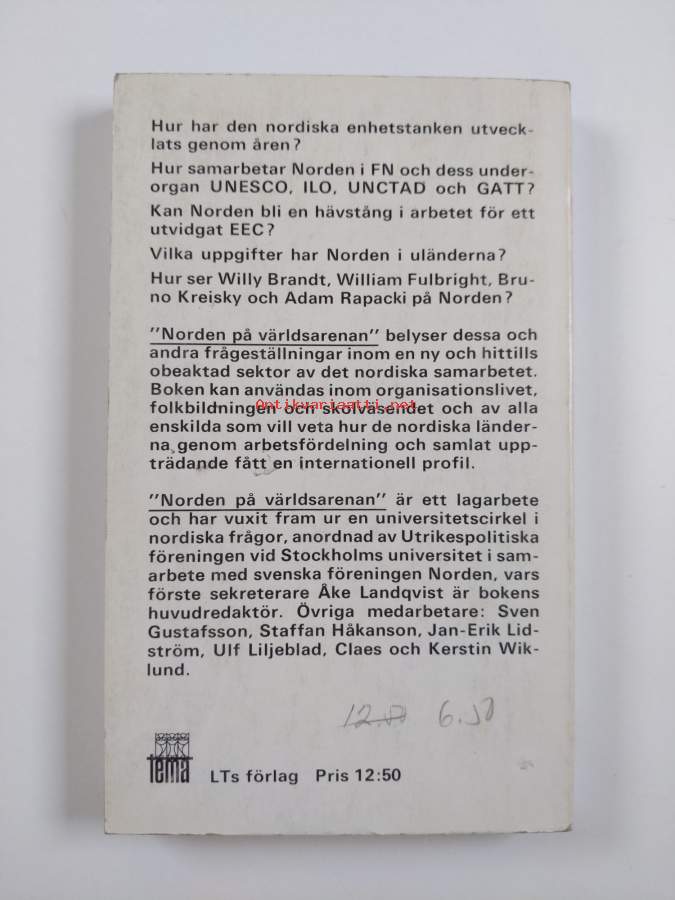 Hur har den nordiska enhetstanken utveck-
lats genom åren?
Hur samarbetar Norden i FN och dess under-
organ UNESCO, ILO, UNCTAD och GATT?
Kan Norden bli en hävstång i arbetet för ett
utvidgat EEC?
Vilka uppgifter har Norden i uländerna?
Hur ser Willy Brandt, William Fulbright, Bru-
no Kreisky och Adam Rapacki på Norden?
"Norden på världsarenan" belyser dessa och
andra frågeställningar inom en ny och hittills
obeaktad sektor av det nordiska samarbetet.
Boken kan användas inom organisationslivet,
folkbildningen och skolväsendet och av alla
Antikvariaatti.net
enskilda som vill veta hur de nordiska länder-
na genom arbetsfördelning och samlat upp-
trädande fått en internationell profil.
"Norden på världsarenan" är ett lagarbete
och har vuxit fram ur en universitetscirkel i
nordiska frågor, anordnad av Utrikespolitiska
föreningen vid Stockholms universitet i sam-
arbete med svenska föreningen Norden, vars
förste sekreterare Åke Landqvist är bokens
huvudredaktör. Övriga medarbetare: Sven
Gustafsson, Staffan Håkanson, Jan-Erik Lid-
ström, Ulf Liljeblad, Claes och Kerstin Wik-
lund.
6.50
tema
LTs förlag Pris 12:50